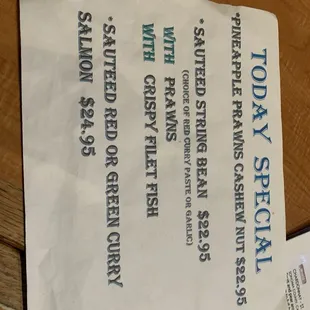 TODAY SPECIAL
*PINEAPPLE PRAWNS CASHEW NUT $22.95
*SAUTEED STRING BEAN $22.95
(CHOICE OF RED CURRY PASTE OR GARLIC)
WITH PRAWNS
WITH CRISPY FILET FISH
*SAUTEED RED OR GREEN CURRY
SALMON $24.95